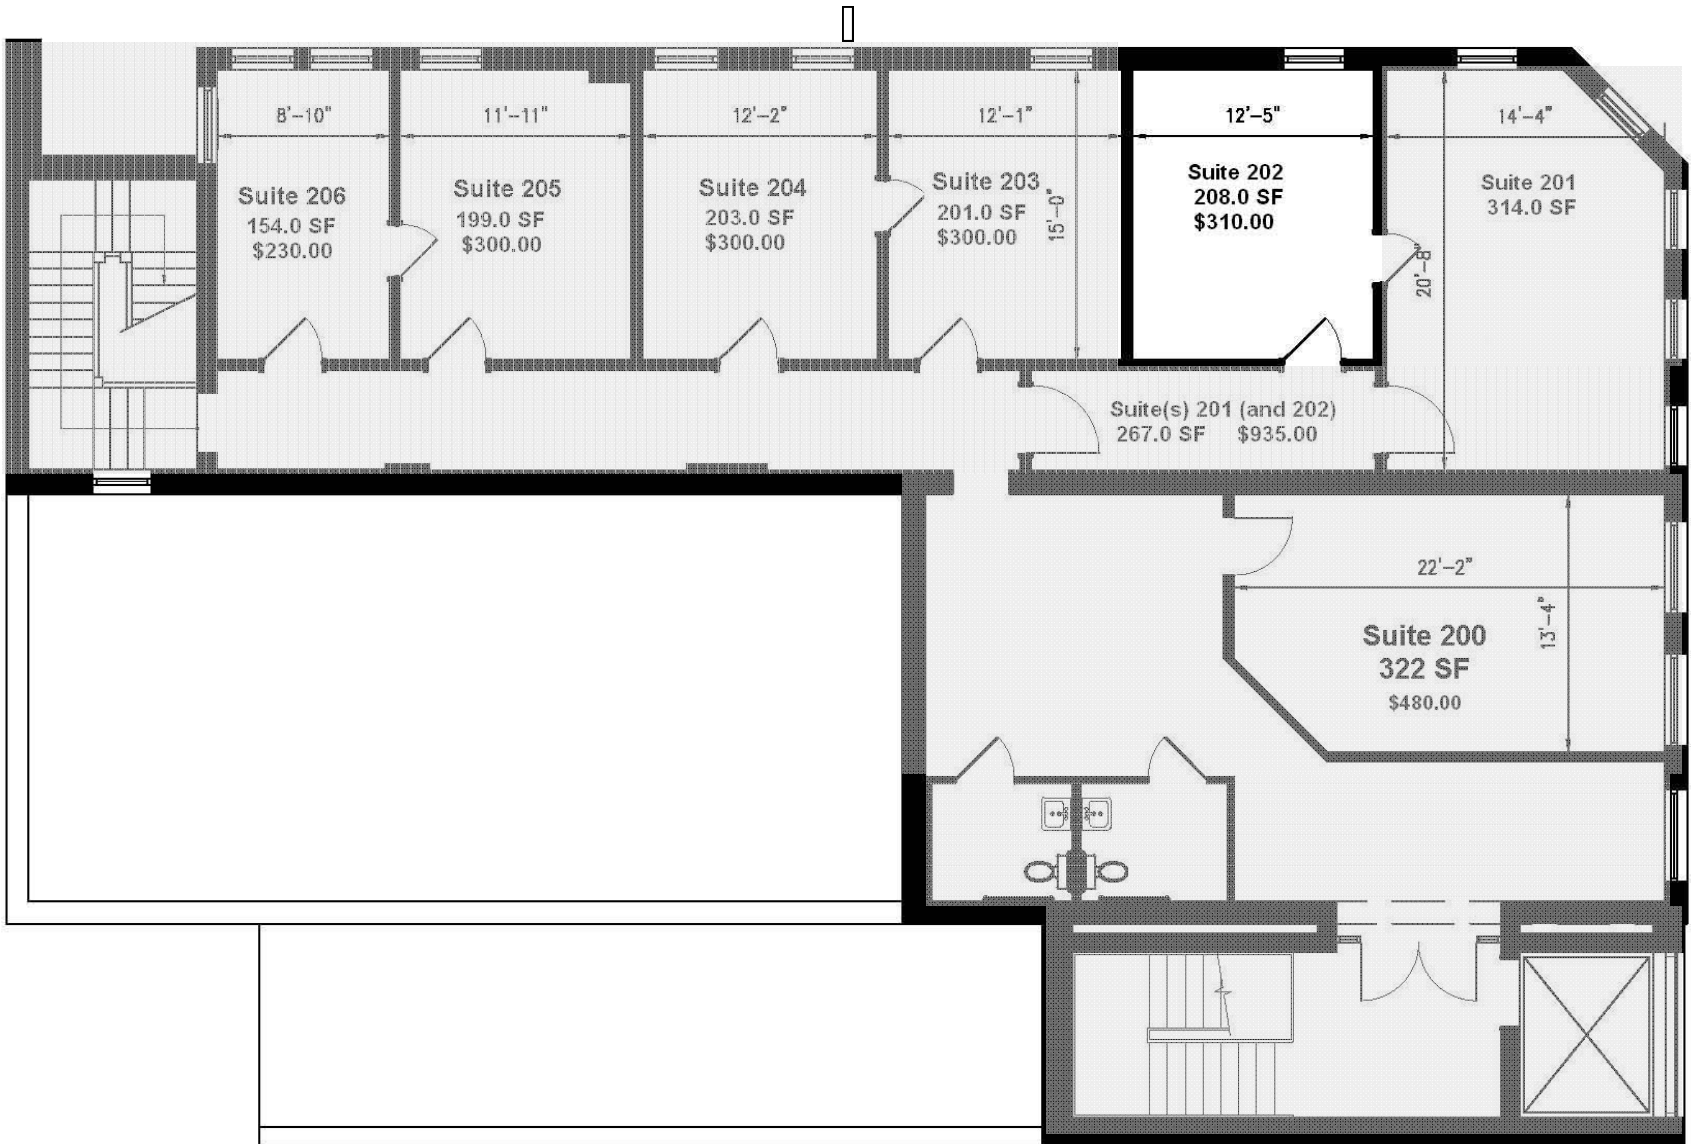 8'-10"
11'-11"
12'-2"
12'-1"
12'-5"
14'-4"
Suite 206
154.0 SF
$230.00
Suite 205
199.0 SF
$300.00
Suite 204
203.0 SF
$300.00
Suite 203
201.0 SF
$300.00
15'-0"
Suite 202
208.0 SF
$310.00
Suite 201
314.0 SF
20'-8"
Suite(s) 201 (and 202)
267.0 SF $935.00
22'-2"
13'-4"
Suite 200
322 SF
$480.00